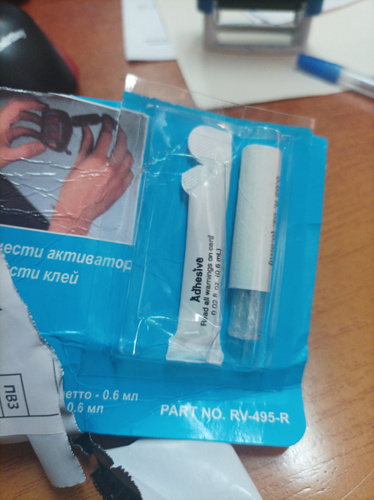 нести активатор
ести клей
Adhesive
Read all warnings on card
0.02 fl. oz. (0.6 mL)
ПВЗ
етто - 0.6 мл
0.6 мл
PART NO. RV-495-R